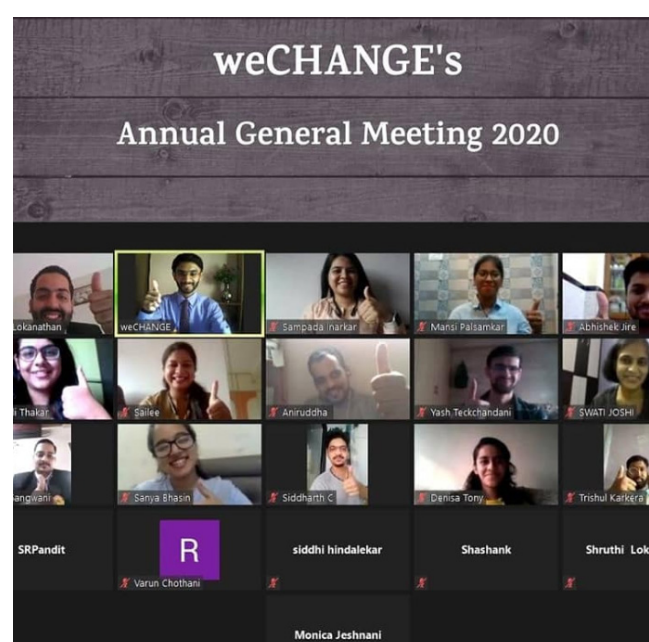 weCHANGE's
Annual General Meeting 2020
Lokanathan
weCHANGE
Sampada Inarkar
Mansi Palsamkar
Abhishek Jire
i Thakar
Sailee
Aniruddha
Yash Teckchandani
SWATI JOSHI
angwani
Sanya Bhasin
Siddharth C
Denisa Tony
Trishul Karkera
SRPandit
R
Varun Chothani
siddhi hindalekar
Shashank
Shruthi Lok
Monica Jeshnani